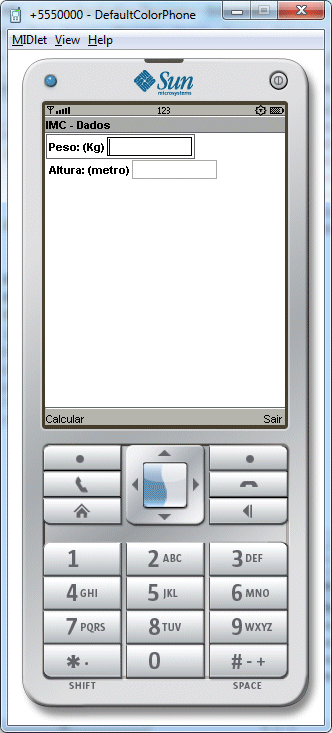 +5550000 - DefaultColorPhone
MIDlet View Help
Sun
microsystems
123
IMC - Dados
Peso: (Kg)
Altura: (metro)
Calcular Sair
1 2 ABC 3 DEF
4 GHI 5 JKL 6 MNO
7 PQRS 8 TUV 9 WXYZ
* . 0 # - +
SHIFT SPACE